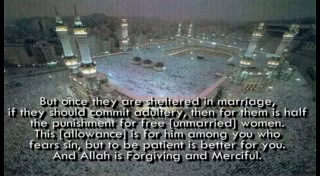 But once they are sheltered in marriage,
if they should commit adultery, then for them is half
the punishment for free [unmarried] women.
This [allowance] is for him among you who
fears sin, but to be patient is better for you.
And Allah is Forgiving and Merciful.